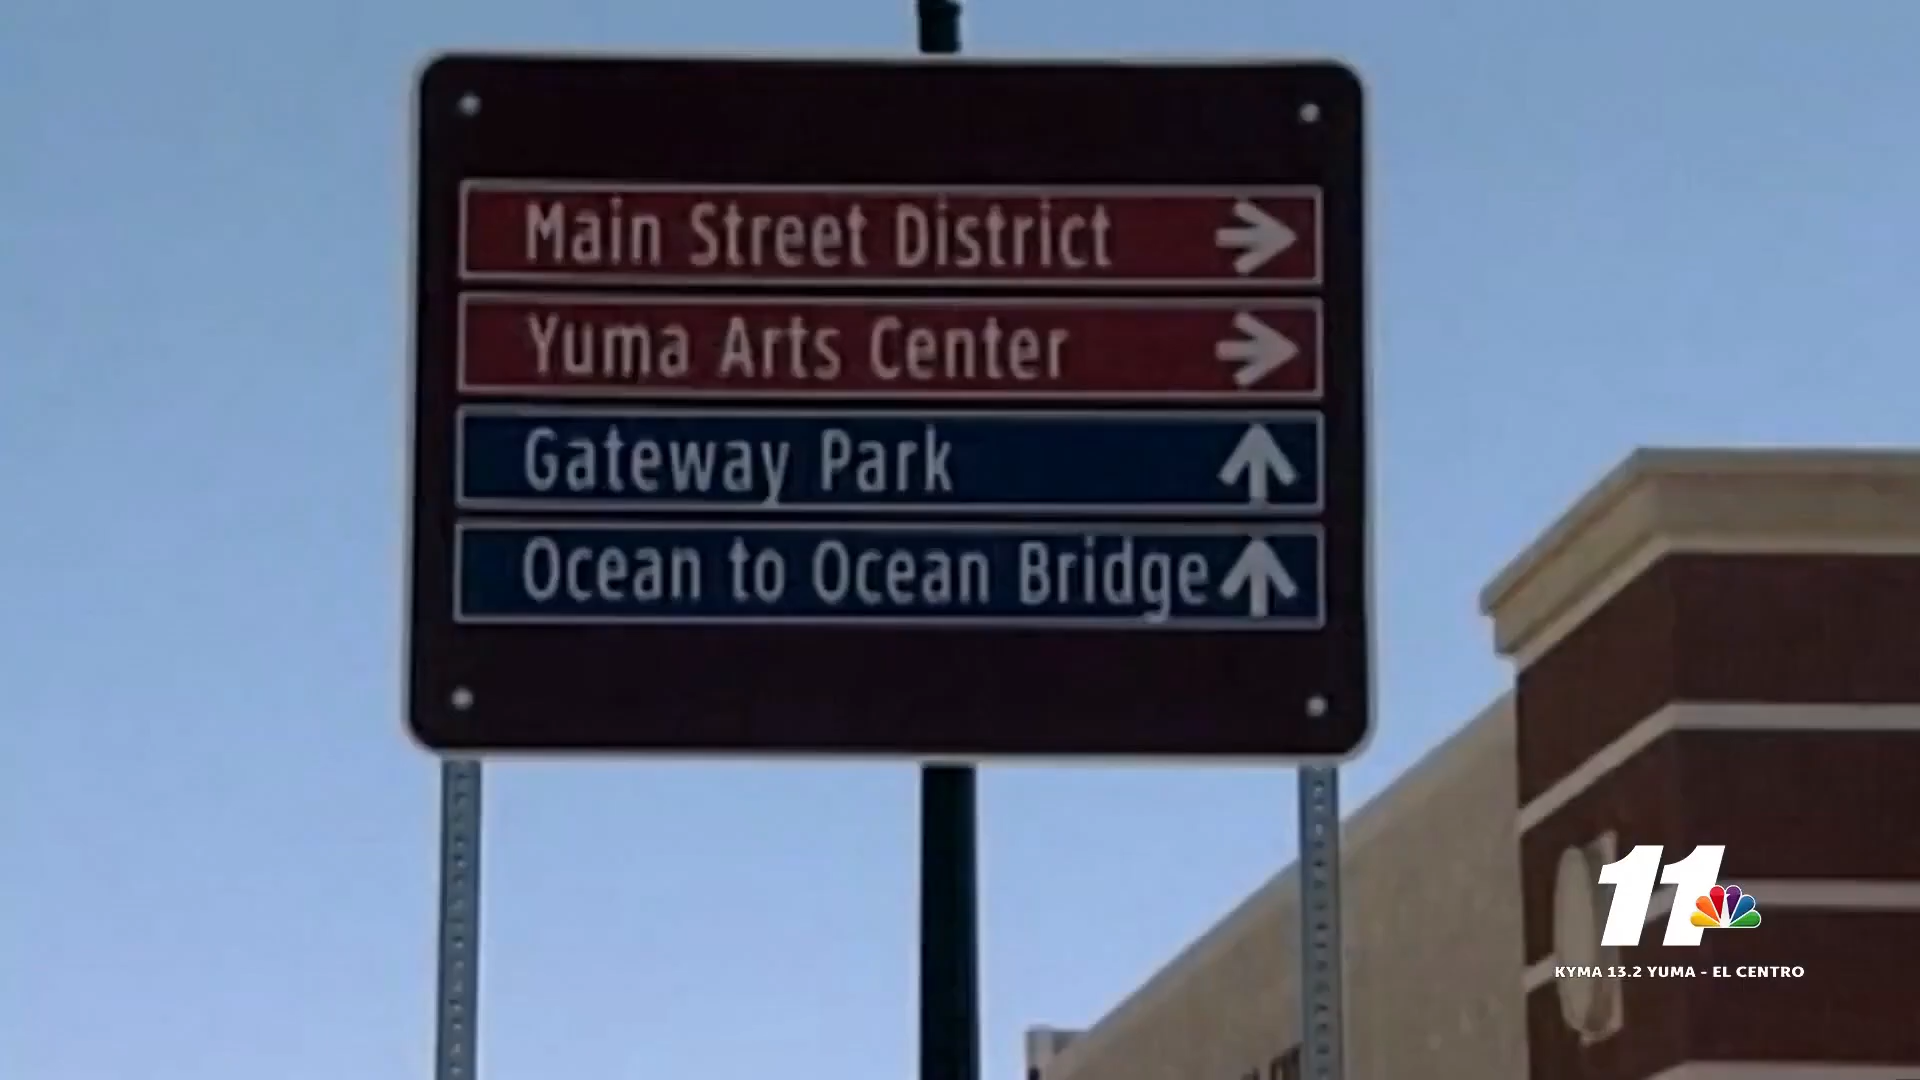 Main Street District
Yuma Arts Center
Gateway Park
Ocean to Ocean Bridge
11
KYMA 13.2 YUMA - EL CENTRO